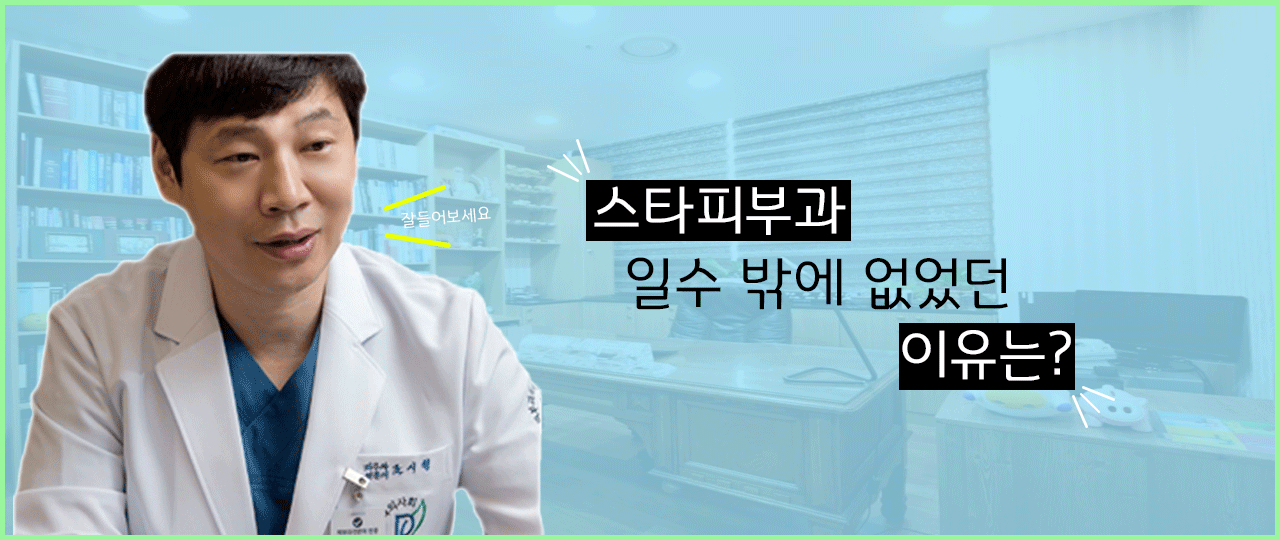 잘들어보세요
스타피부과
일수 밖에 없었던
이유는?